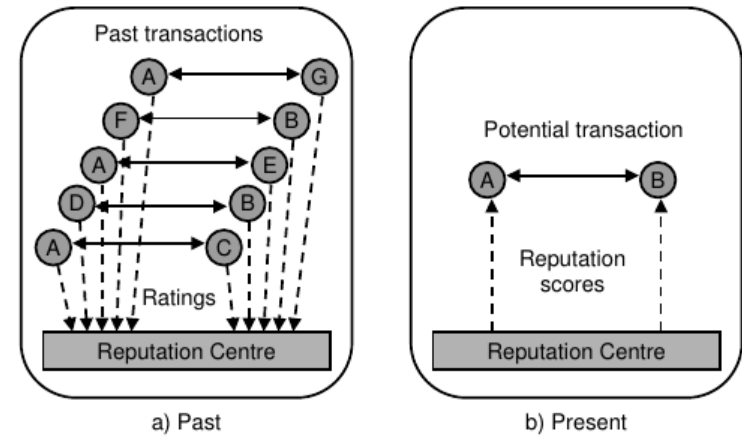 Past transactions
A G
F B
A E
D B
A C
Ratings
Reputation Centre
a) Past
Potential transaction
A B
Reputation
scores
Reputation Centre
b) Present